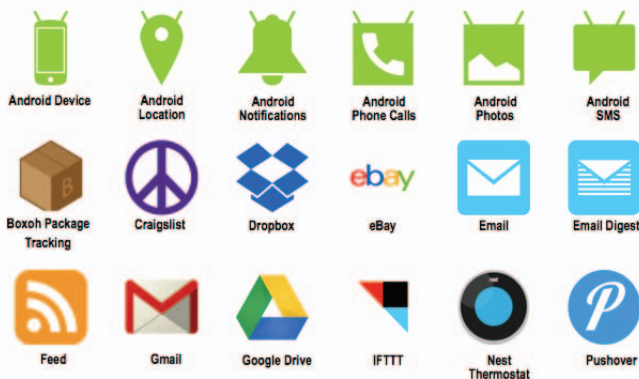 Android Device
Android
Location
Android
Notifications
Android
Phone Calls
Android
Photos
Android
SMS
B
Boxoh Package
Tracking
Craigslist
Dropbox
ebay
eBay
Email
Email Digest
Feed
Gmail
Google Drive
IFTTT
nest
Nest
Thermostat
P
Pushover